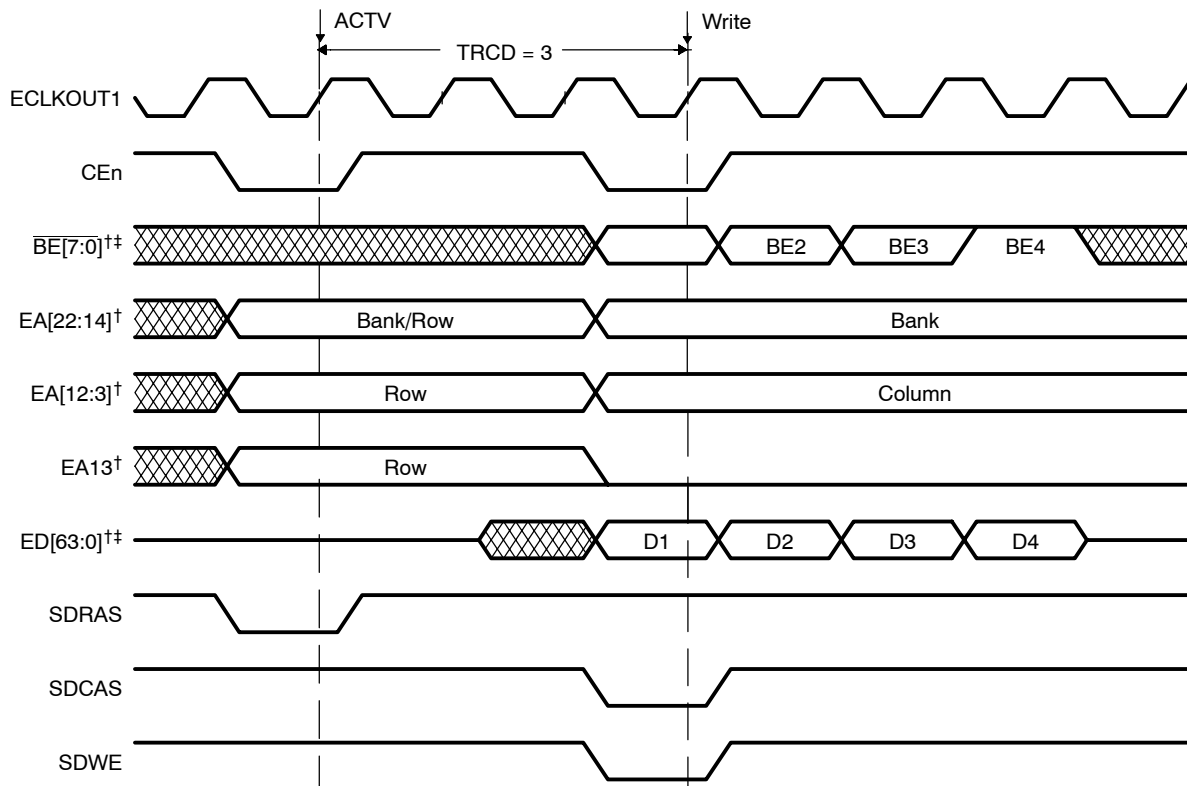 ACTV
Write
TRCD = 3
ECLKOUT1
CEn
BE[7:0]†‡
BE2
BE3
BE4
EA[22:14]†
Bank/Row
Bank
EA[12:3]†
Row
Column
EA13†
Row
ED[63:0]†‡
D1
D2
D3
D4
SDRAS
SDCAS
SDWE